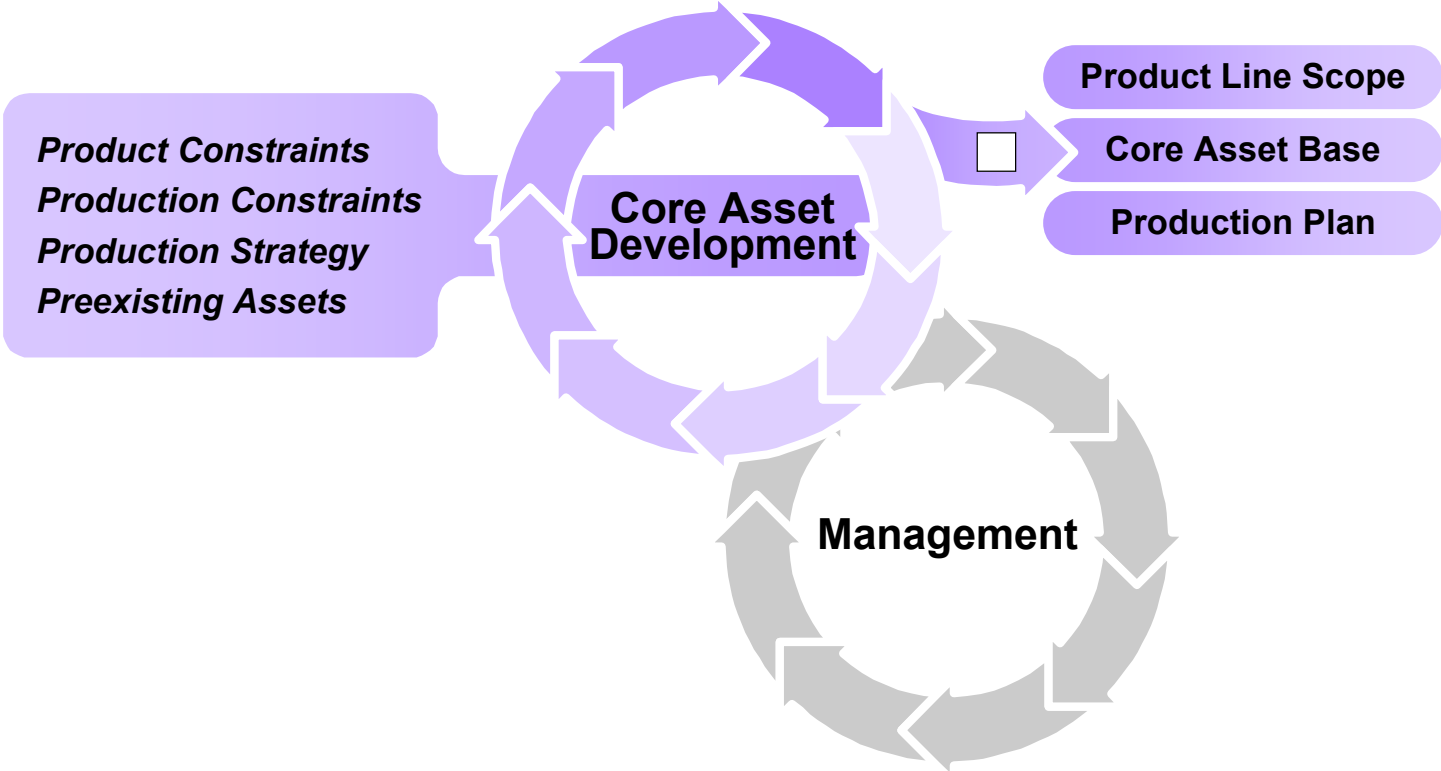 Product Constraints
Production Constraints
Production Strategy
Preexisting Assets
Core Asset
Development
Product Line Scope
Core Asset Base
Production Plan
Management